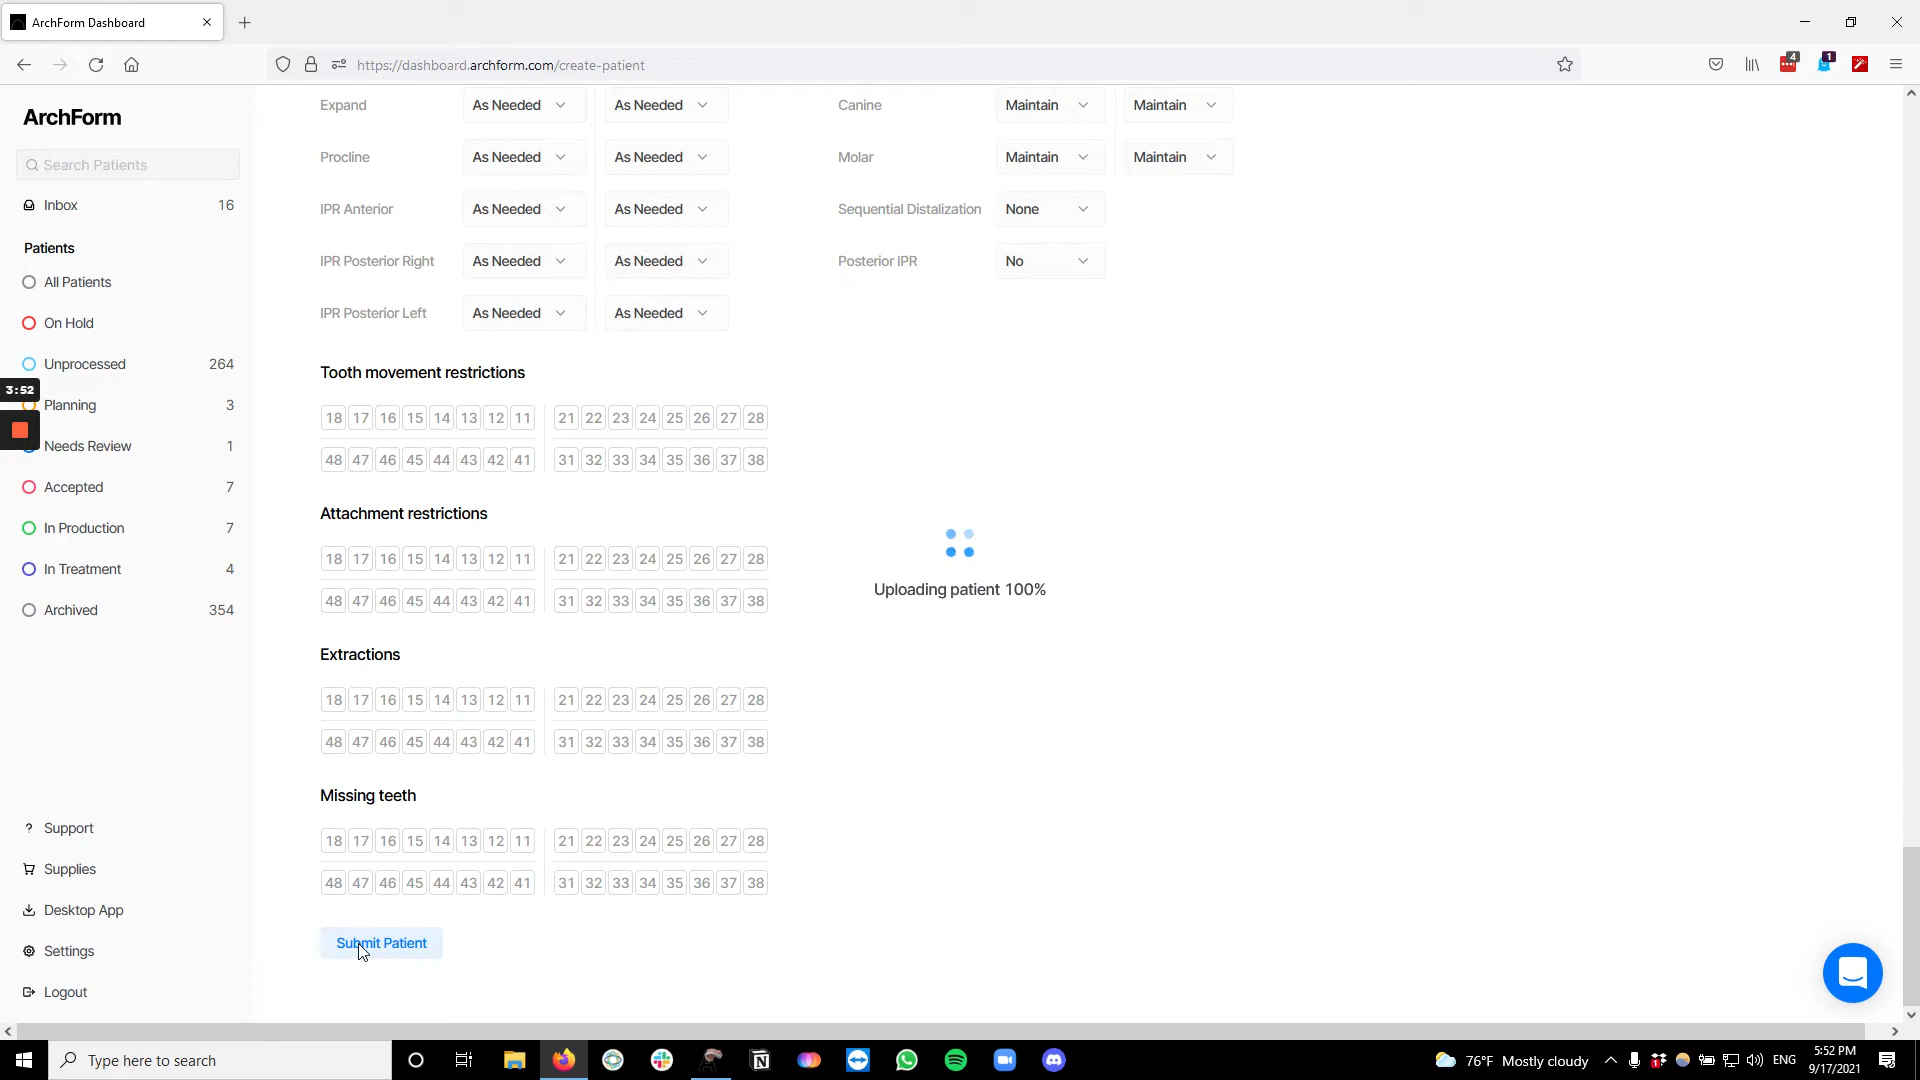 ArchForm Dashboard
https://dashboard.archform.com/create-patient
4
1
ArchForm
Search Patients
Inbox 16
Patients
All Patients
On Hold
Unprocessed 264
3:52
Planning 3
Needs Review 1
Accepted 7
In Production 7
In Treatment 4
Archived 354
Support
Supplies
Desktop App
Settings
Logout
Expand As Needed As Needed Canine Maintain Maintain
Procline As Needed As Needed Molar Maintain Maintain
IPR Anterior As Needed As Needed Sequential Distalization None
IPR Posterior Right As Needed As Needed Posterior IPR No
IPR Posterior Left As Needed As Needed
Tooth movement restrictions
18 17 16 15 14 13 12 11 21 22 23 24 25 26 27 28
48 47 46 45 44 43 42 41 31 32 33 34 35 36 37 38
Attachment restrictions
18 17 16 15 14 13 12 11 21 22 23 24 25 26 27 28
48 47 46 45 44 43 42 41 31 32 33 34 35 36 37 38
Uploading patient 100%
Extractions
18 17 16 15 14 13 12 11 21 22 23 24 25 26 27 28
48 47 46 45 44 43 42 41 31 32 33 34 35 36 37 38
Missing teeth
18 17 16 15 14 13 12 11 21 22 23 24 25 26 27 28
48 47 46 45 44 43 42 41 31 32 33 34 35 36 37 38
Submit Patient
Type here to search
76°F Mostly cloudy
ENG
5:52 PM
9/17/2021